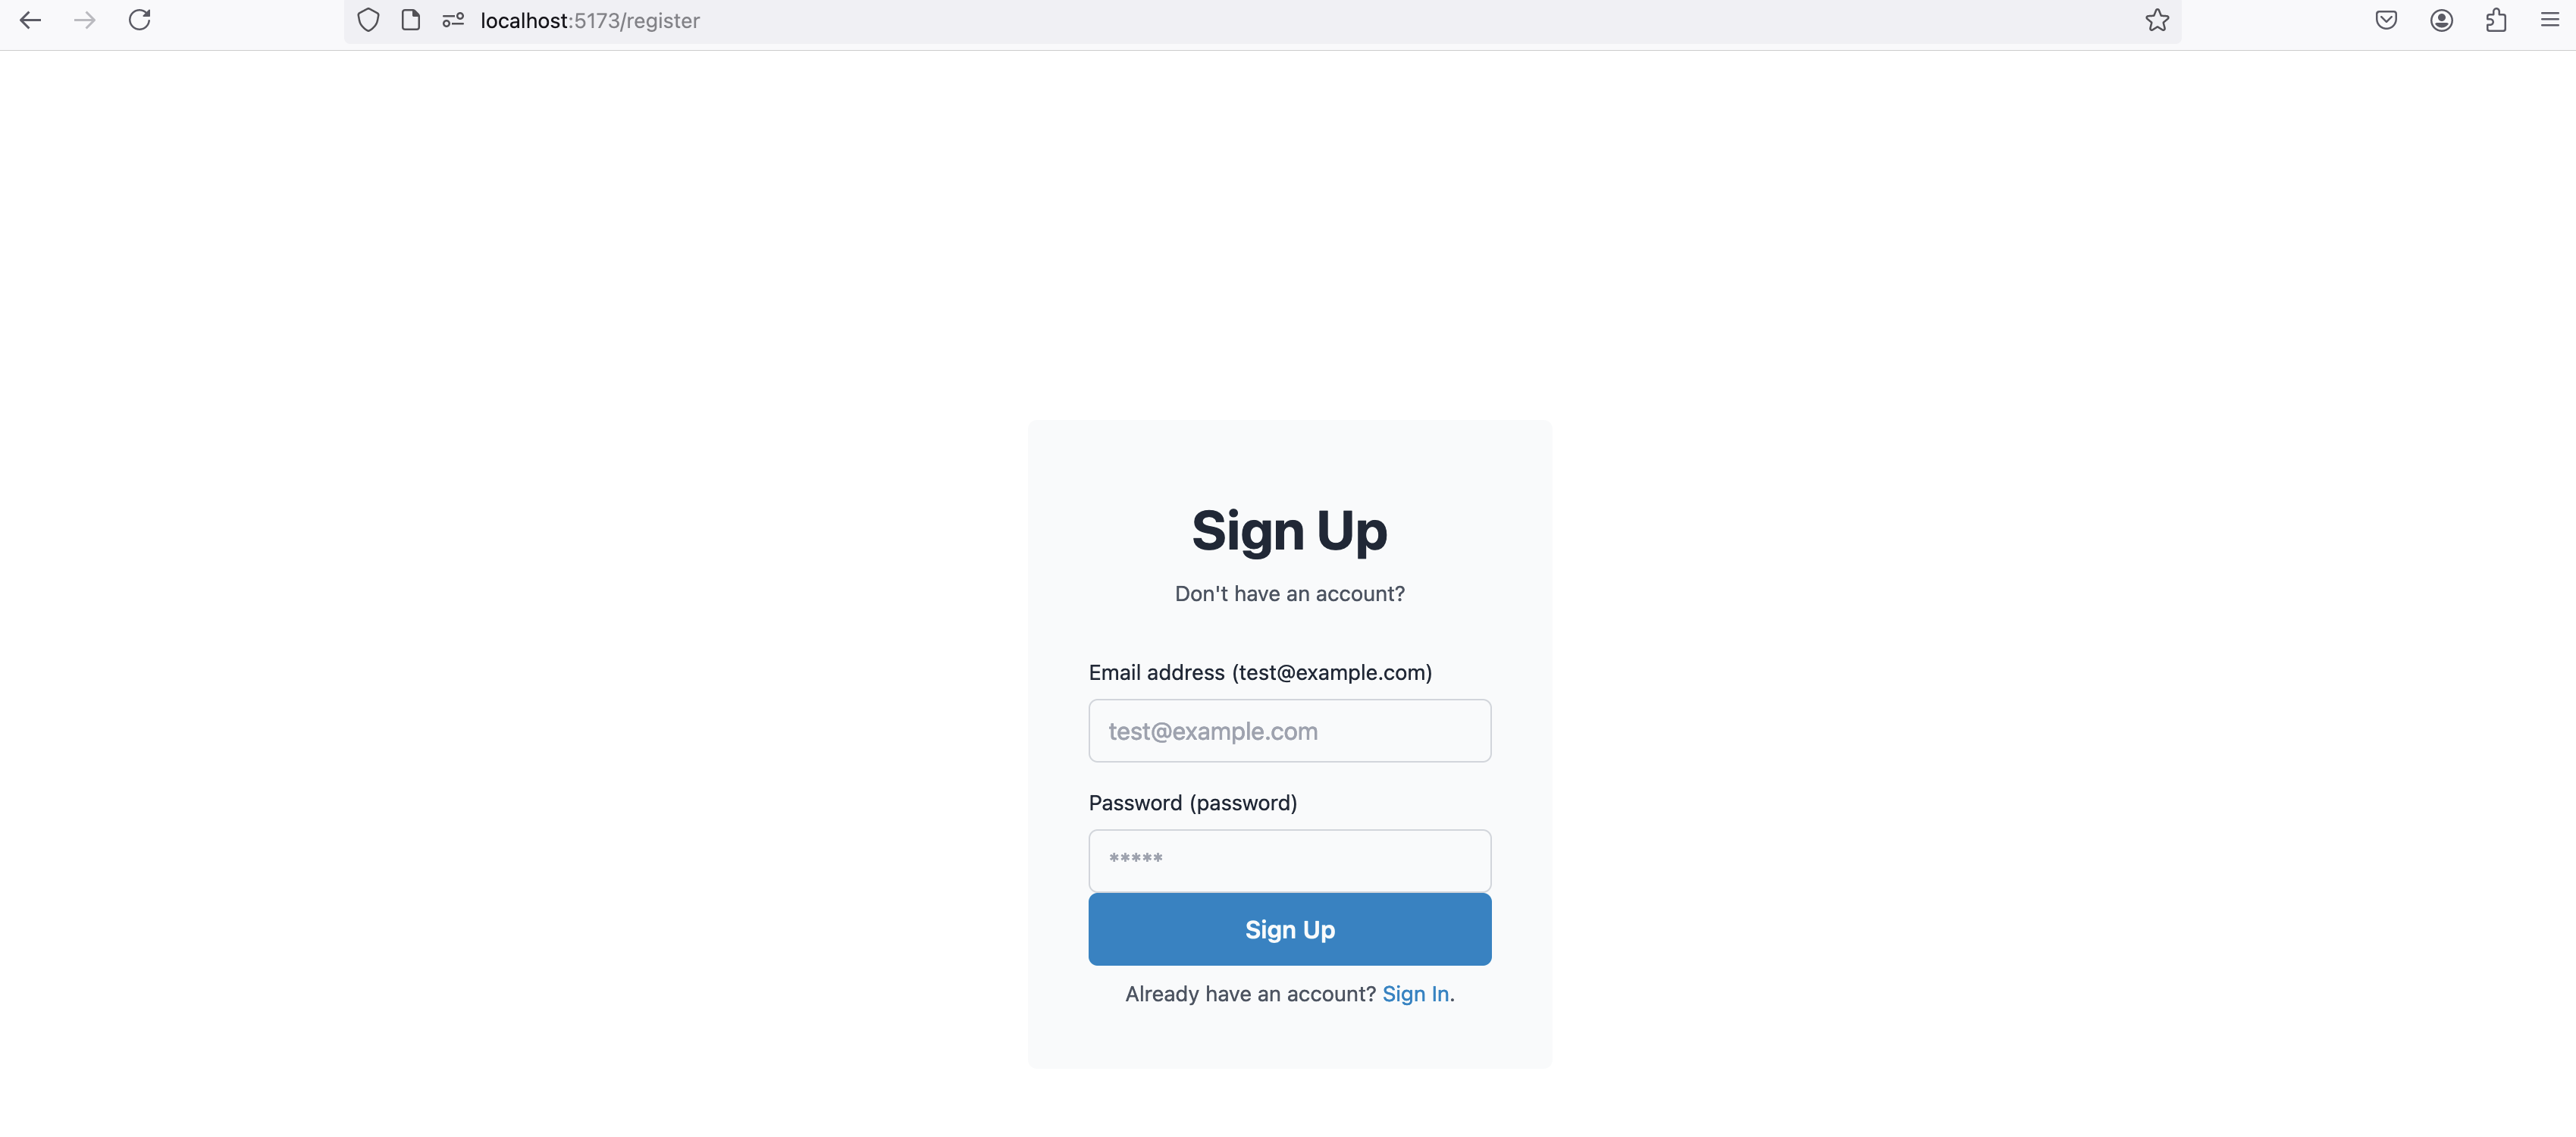 localhost:5173/register
Sign Up
Don't have an account?
Email address (test@example.com)
test@example.com
Password (password)
*****
Sign Up
Already have an account? Sign In.